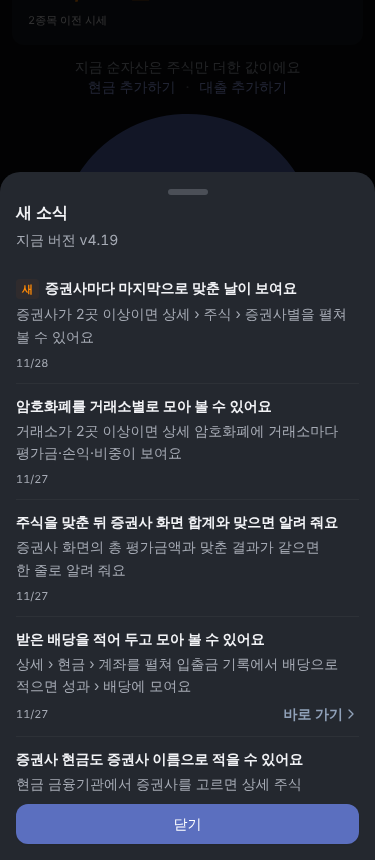 2종목 이전 시세
지금 순자산은 주식만 더한 값이에요
현금 추가하기 · 대출 추가하기
새 소식
지금 버전 v4.19
새 증권사마다 마지막으로 맞춘 날이 보여요
증권사가 2곳 이상이면 상세 › 주식 › 증권사별을 펼쳐
볼 수 있어요
11/28
암호화폐를 거래소별로 모아 볼 수 있어요
거래소가 2곳 이상이면 상세 암호화폐에 거래소마다
평가금·손익·비중이 보여요
11/27
주식을 맞춘 뒤 증권사 화면 합계와 맞으면 알려 줘요
증권사 화면의 총 평가금액과 맞춘 결과가 같으면
한 줄로 알려 줘요
11/27
받은 배당을 적어 두고 모아 볼 수 있어요
상세 › 현금 › 계좌를 펼쳐 입출금 기록에서 배당으로
적으면 성과 › 배당에 모여요
11/27 바로 가기 ›
증권사 현금도 증권사 이름으로 적을 수 있어요
현금 금융기관에서 증권사를 고르면 상세 주식
닫기